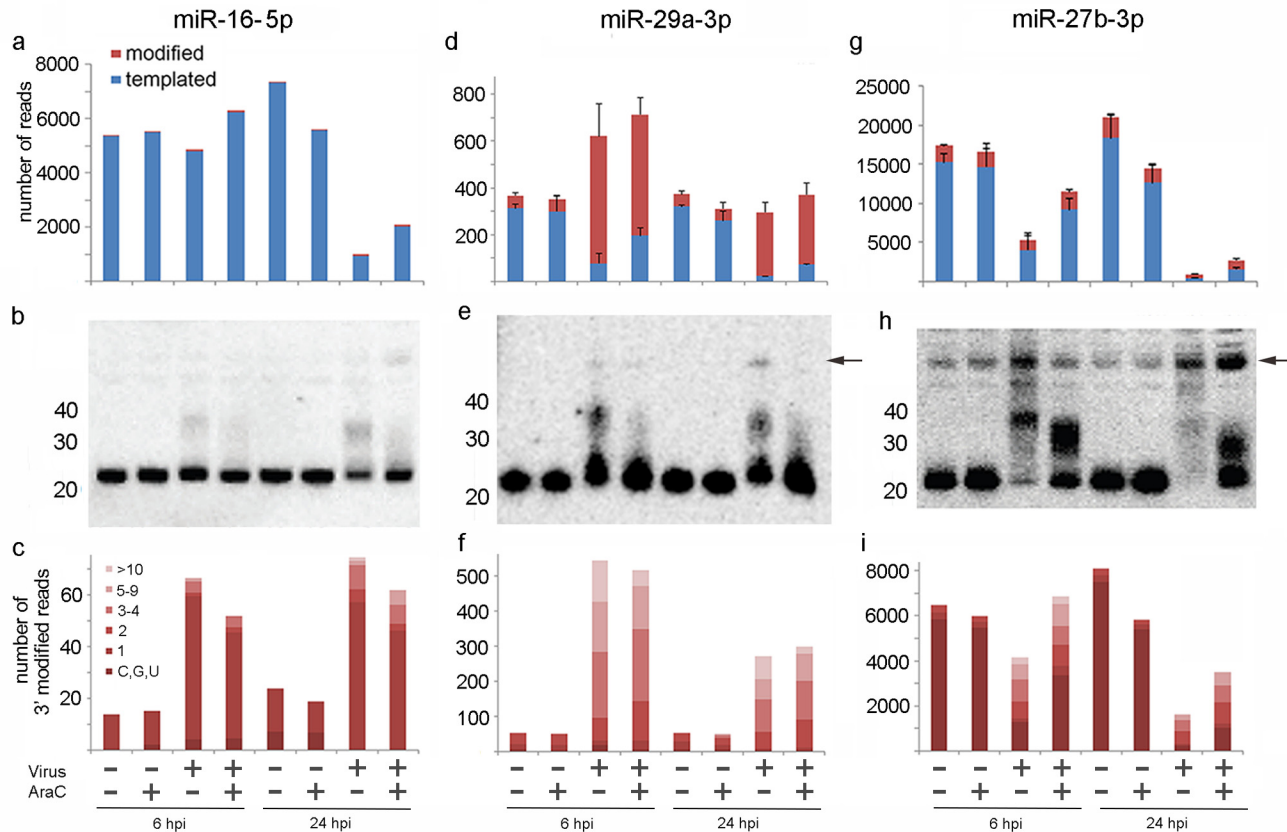 miR-16-5p
miR-29a-3p
miR-27b-3p
a
d
g
modified
templated
number of reads
8000
6000
4000
2000
800
600
400
200
25000
20000
15000
10000
5000
b
e
h
40
30
20
40
30
20
40
30
20
c
f
i
number of
3' modified reads
>10
5-9
3-4
2
1
C,G,U
60
40
20
500
400
300
200
100
8000
6000
4000
2000
Virus − − + + − − + + − − + + − − + + − − + + − − + +
AraC − + − + − + − + − + − + − + − + − + − + − + − +
6 hpi 24 hpi 6 hpi 24 hpi 6 hpi 24 hpi